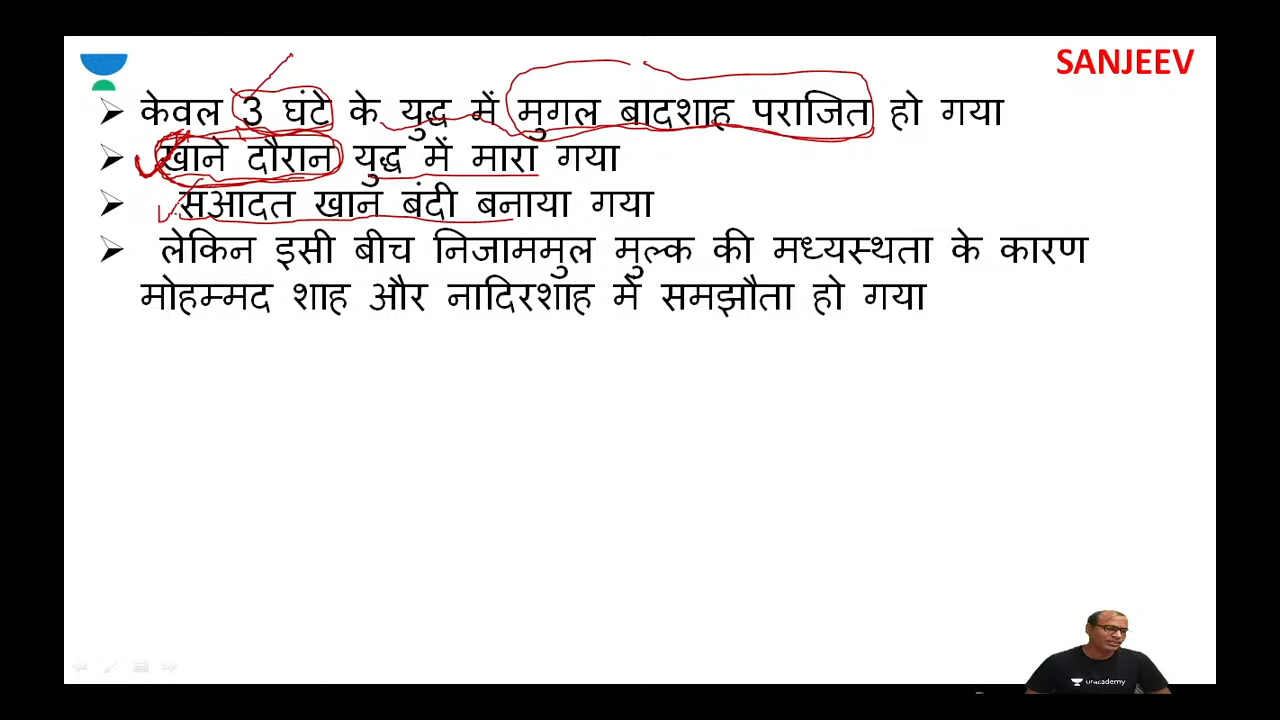 SANJEEV
केवल 3 घंटे के युद्ध में मुगल बादशाह पराजित हो गया
खाने दौरान युद्ध में मारा गया
सआदत खान बंदी बनाया गया
लेकिन इसी बीच निजाममुल मुल्क की मध्यस्थता के कारण
मोहम्मद शाह और नादिरशाह में समझौता हो गया
unacademy